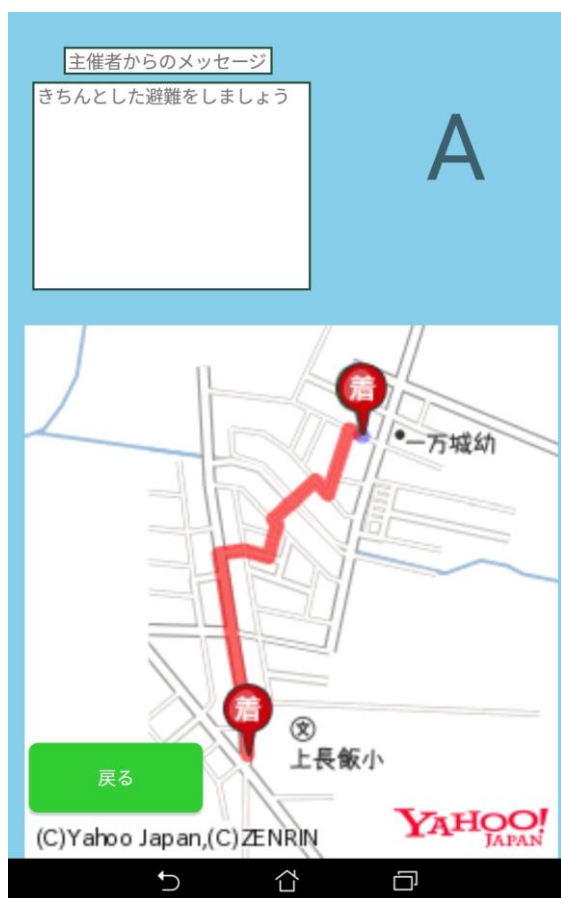 主催者からのメッセージ
きちんとした避難をしましょう
A
着
一万城幼
着
文
上長飯小
戻る
(C)Yahoo Japan,(C)ZENRIN
YAHOO!
JAPAN